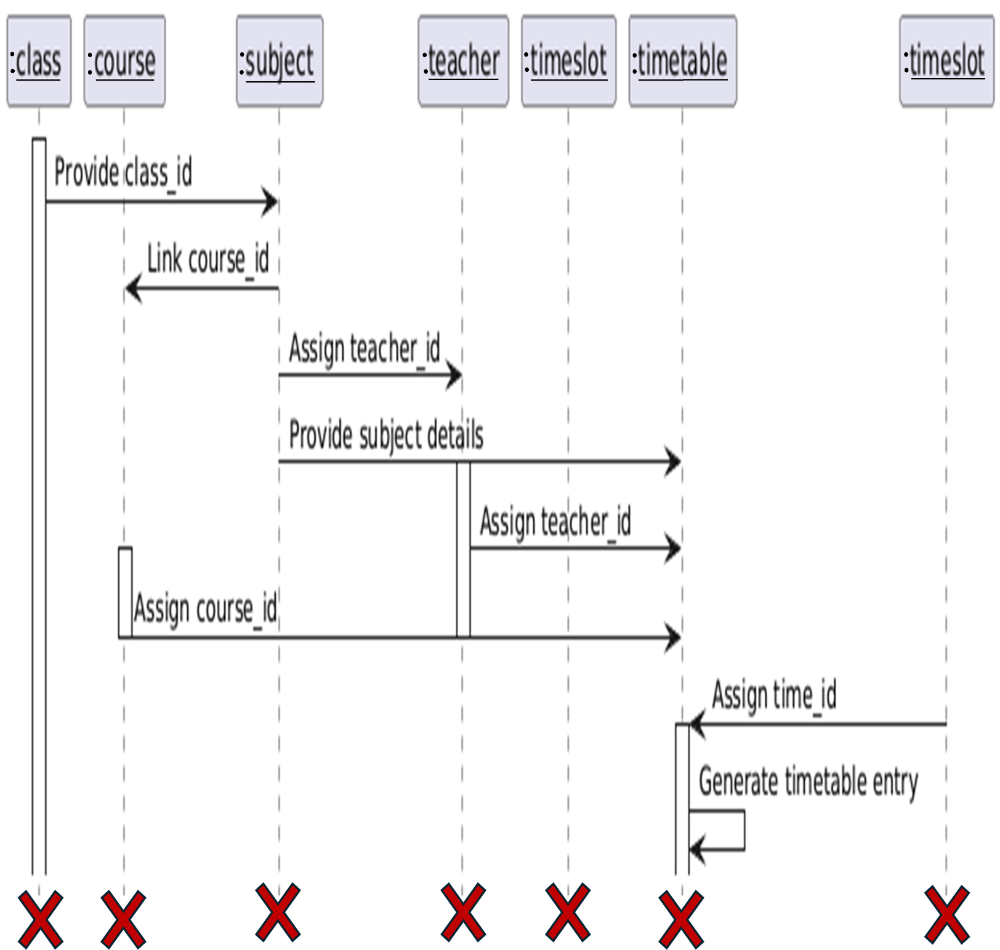 :class
:course
:subject
:teacher
:timeslot
:timetable
:timeslot
Provide class_id
Link course_id
Assign teacher_id
Provide subject details
Assign teacher_id
Assign course_id
Assign time_id
Generate timetable entry